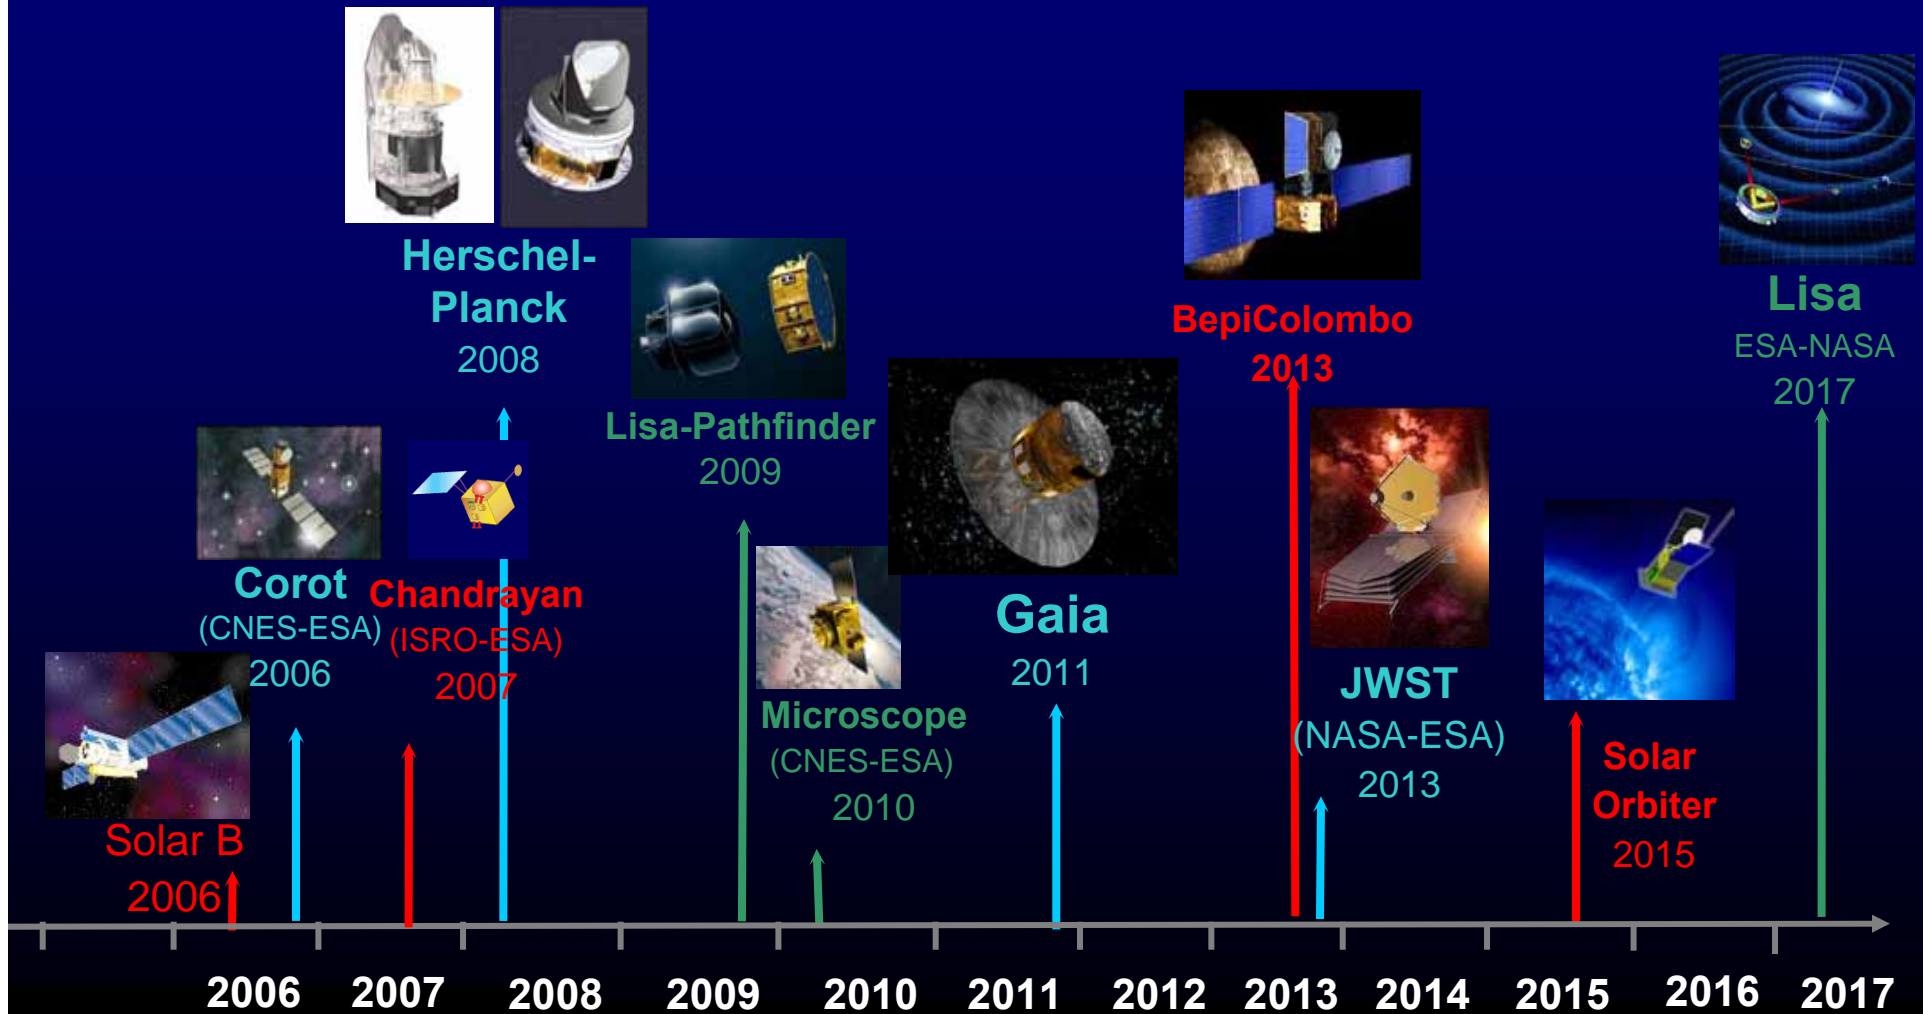 Herschel-
Planck
2008
Lisa-Pathfinder
2009
BepiColombo
2013
Lisa
ESA-NASA
2017
Corot
(CNES-ESA)
2006
Chandrayan
(ISRO-ESA)
2007
Gaia
2011
Microscope
(CNES-ESA)
2010
JWST
(NASA-ESA)
2013
Solar
Orbiter
2015
Solar B
2006
2006 2007 2008 2009 2010 2011 2012 2013 2014 2015 2016 2017